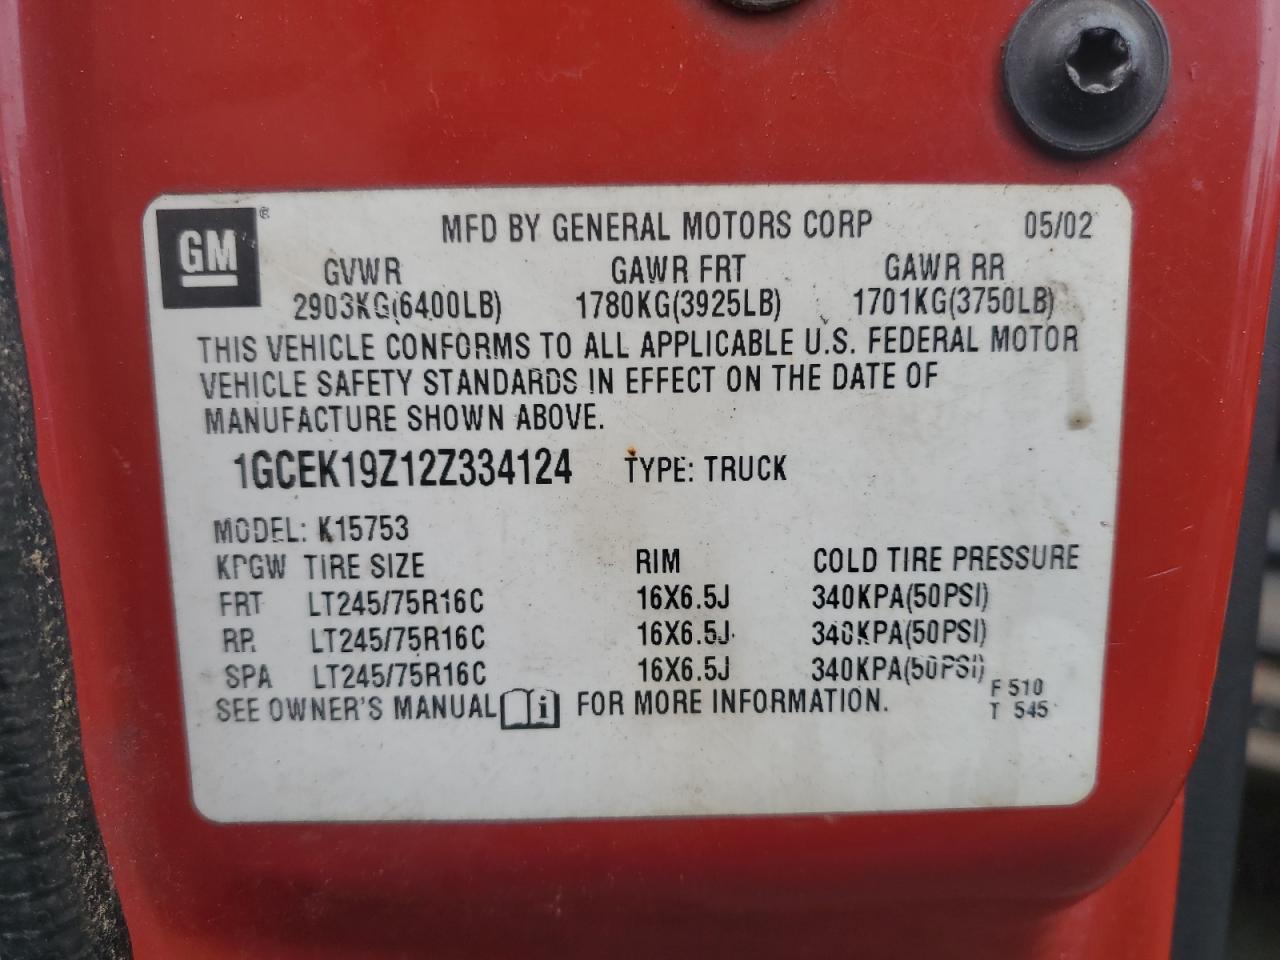 GM ®
MFD BY GENERAL MOTORS CORP 05/02
GVWR GAWR FRT GAWR RR
2903KG(6400LB) 1780KG(3925LB) 1701KG(3750LB)
THIS VEHICLE CONFORMS TO ALL APPLICABLE U.S. FEDERAL MOTOR
VEHICLE SAFETY STANDARDS IN EFFECT ON THE DATE OF
MANUFACTURE SHOWN ABOVE.
1GCEK19Z12Z334124 TYPE: TRUCK
MODEL: K15753
KPGW TIRE SIZE RIM COLD TIRE PRESSURE
FRT LT245/75R16C 16X6.5J 340KPA(50PSI)
RR LT245/75R16C 16X6.5J 340KPA(50PSI)
SPA LT245/75R16C 16X6.5J 340KPA(50PSI)
SEE OWNER'S MANUAL i FOR MORE INFORMATION.
F 510
T 545